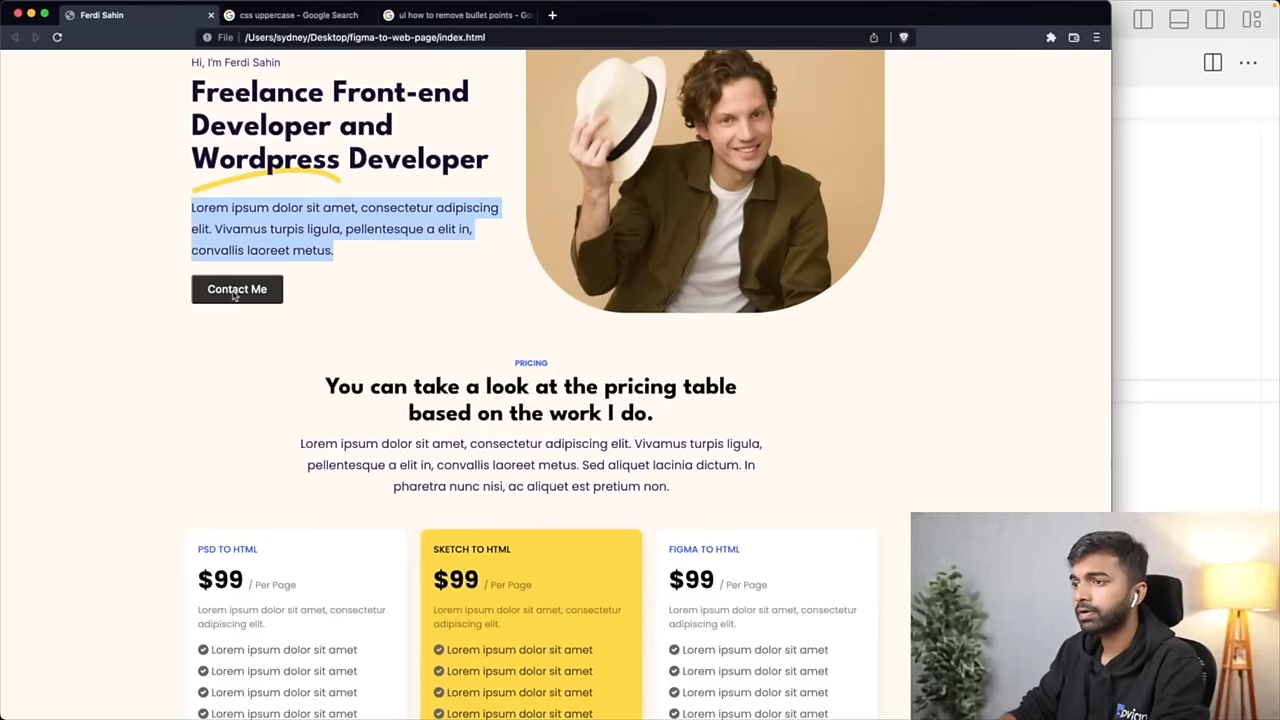 Ferdi Sahin
css uppercase - Google Search
ul how to remove bullet points - Go
File
/Users/sydney/Desktop/figma-to-web-page/index.html
Hi, I'm Ferdi Sahin
Freelance Front-end
Developer and
Wordpress Developer
Lorem ipsum dolor sit amet, consectetur adipiscing
elit. Vivamus turpis ligula, pellentesque a elit in,
convallis laoreet metus.
Contact Me
PRICING
You can take a look at the pricing table
based on the work I do.
Lorem ipsum dolor sit amet, consectetur adipiscing elit. Vivamus turpis ligula,
pellentesque a elit in, convallis laoreet metus. Sed aliquet lacinia dictum. In
pharetra nunc nisi, ac aliquet est pretium non.
PSD TO HTML
$99 / Per Page
Lorem ipsum dolor sit amet, consectetur
adipiscing elit.
Lorem ipsum dolor sit amet
Lorem ipsum dolor sit amet
Lorem ipsum dolor sit amet
Lorem ipsum dolor sit amet
SKETCH TO HTML
$99 / Per Page
Lorem ipsum dolor sit amet, consectetur
adipiscing elit.
Lorem ipsum dolor sit amet
Lorem ipsum dolor sit amet
Lorem ipsum dolor sit amet
Lorem ipsum dolor sit amet
FIGMA TO HTML
$99 / Per Page
Lorem ipsum dolor sit amet, consectetur
adipiscing elit.
Lorem ipsum dolor sit amet
Lorem ipsum dolor sit amet
Lorem ipsum dolor sit amet
Lorem ipsum dolor sit amet